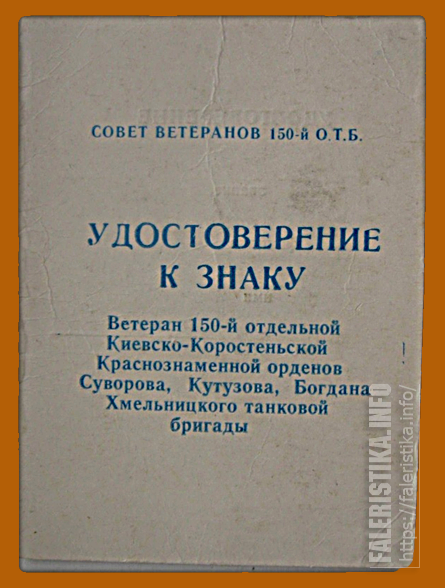 СОВЕТ ВЕТЕРАНОВ 150-й О.Т.Б.
УДОСТОВЕРЕНИЕ
К ЗНАКУ
Ветеран 150-й отдельной
Киевско-Коростеньской
Краснознаменной орденов
Суворова, Кутузова, Богдана
Хмельницкого танковой
бригады
FALERISTIKA.INFO
https://faleristika.info/